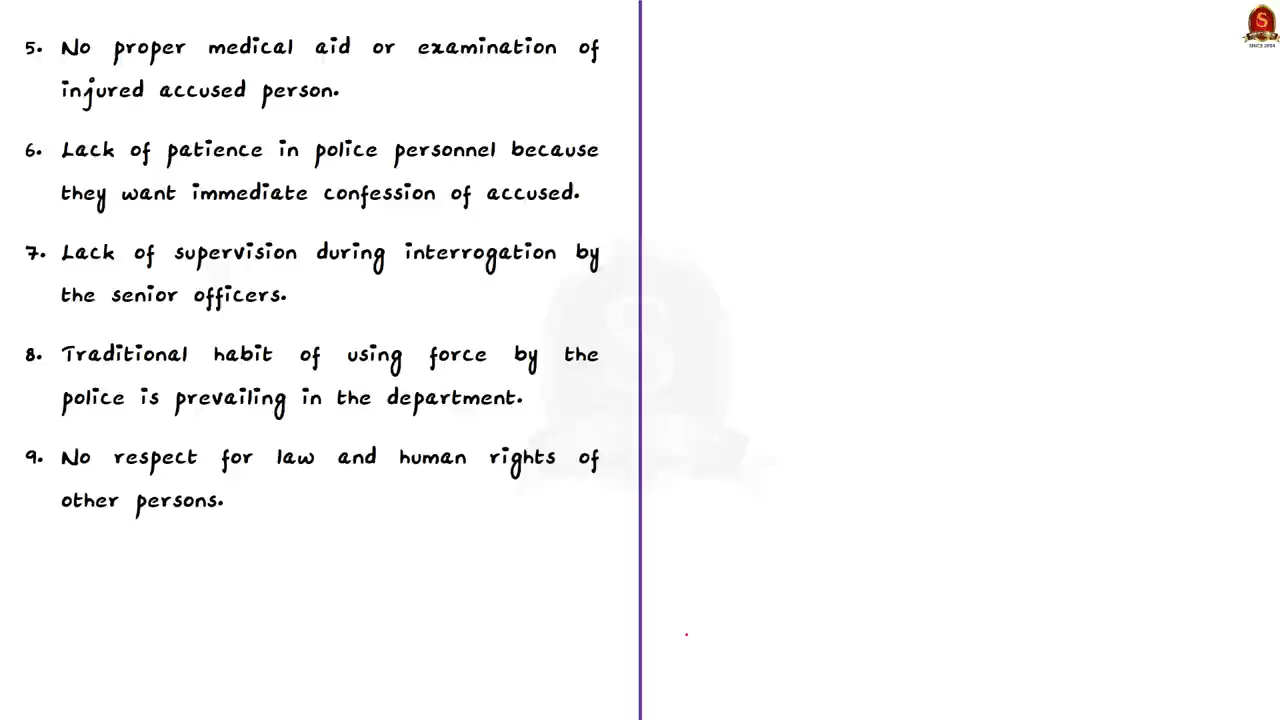 5. No proper medical aid or examination of
injured accused person.
6. Lack of patience in police personnel because
they want immediate confession of accused.
7. Lack of supervision during interrogation by
the senior officers.
8. Traditional habit of using force by the
police is prevailing in the department.
9. No respect for law and human rights of
other persons.
S
SINCE 2004